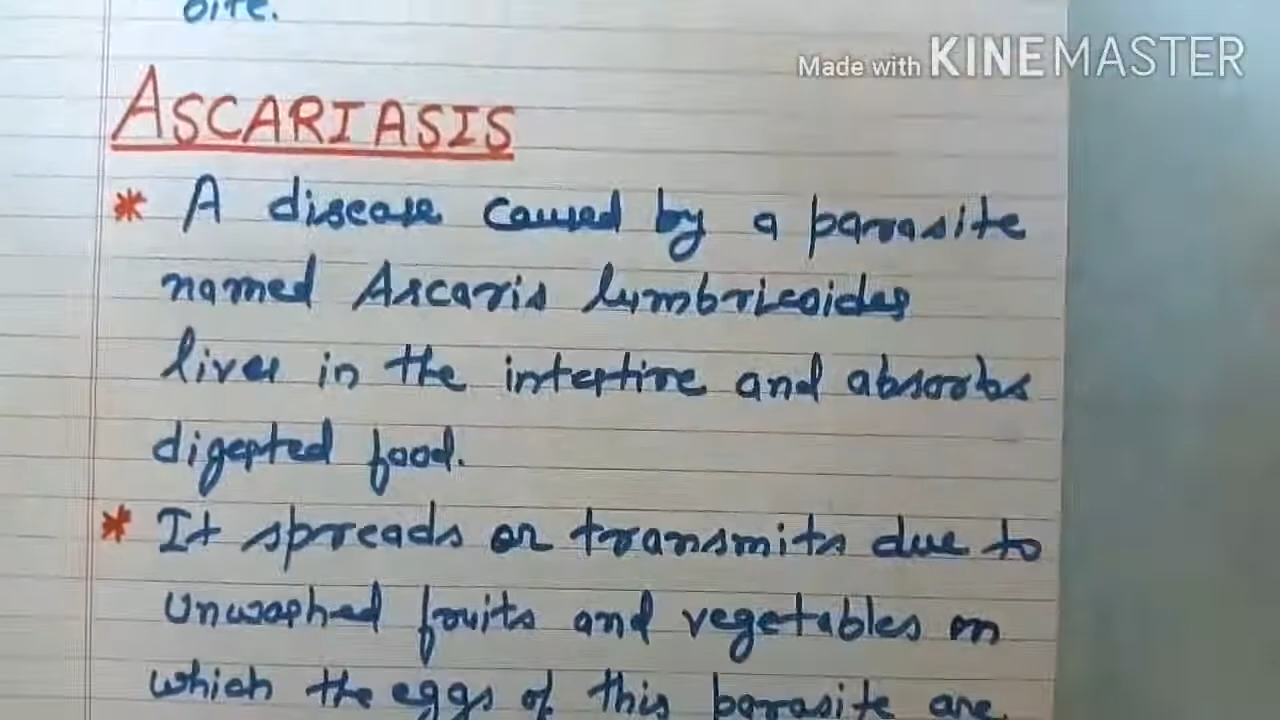 bite.
Made with KINEMASTER
ASCARIASIS
* A disease caused by a parasite
named Ascaris lumbricoides
lives in the intestine and absorbs
digested food.
* It spreads or transmits due to
unwashed fruits and vegetables on
which the eggs of this parasite are